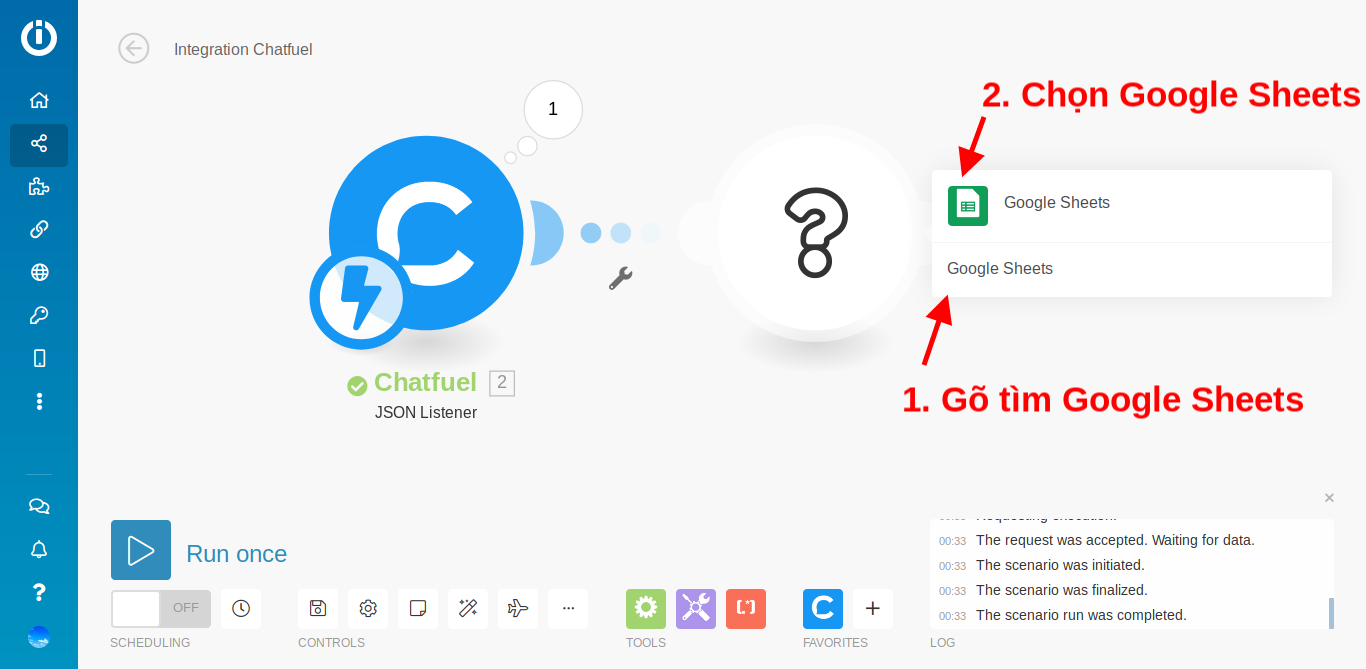 Integration Chatfuel
1
2. Chọn Google Sheets
Google Sheets
Google Sheets
1. Gõ tìm Google Sheets
Chatfuel 2
JSON Listener
Run once
OFF
SCHEDULING
CONTROLS
TOOLS
FAVORITES
00:33 Requesting execution.
00:33 The request was accepted. Waiting for data.
00:33 The scenario was initiated.
00:33 The scenario was finalized.
00:33 The scenario run was completed.
LOG